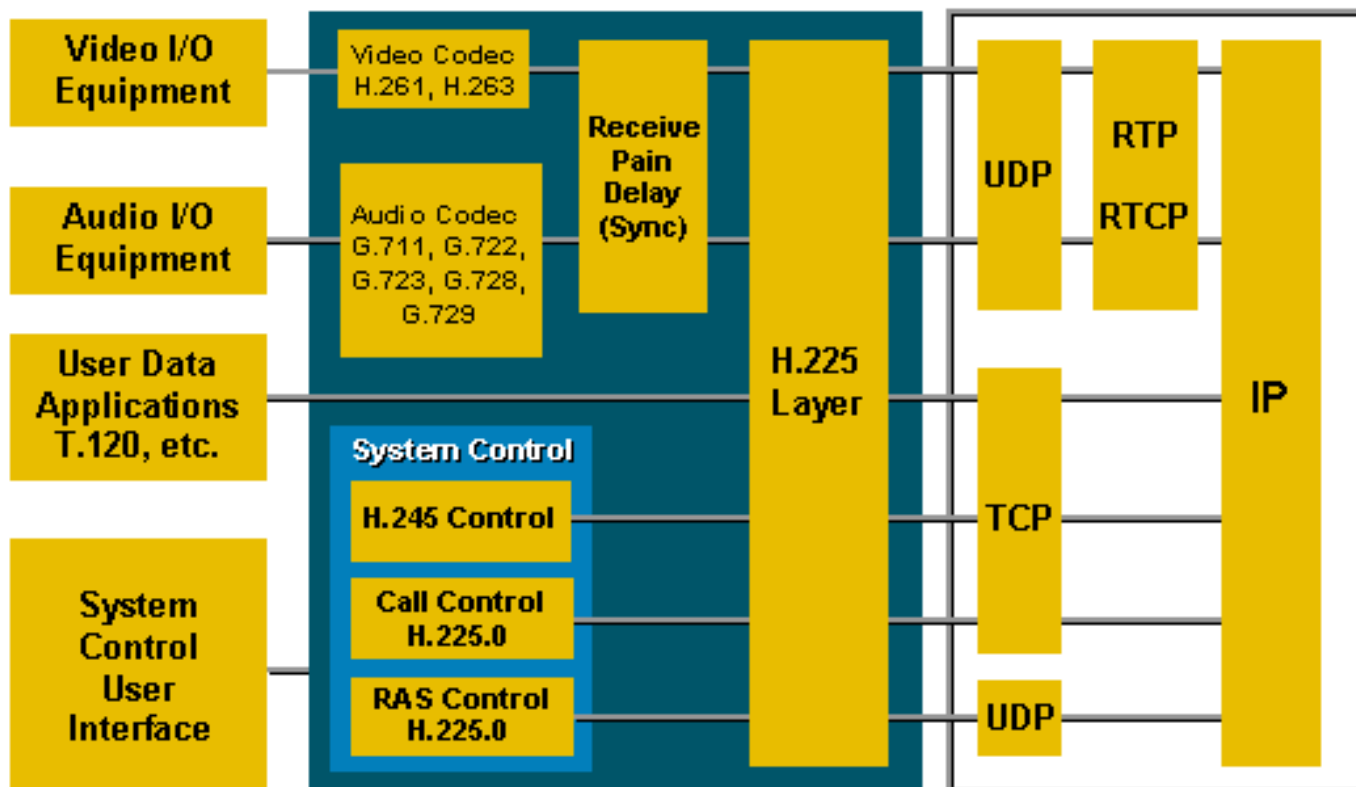 Video I/O
Equipment
Audio I/O
Equipment
User Data
Applications
T.120, etc.
System
Control
User
Interface
Video Codec
H.261, H.263
Audio Codec
G.711, G.722,
G.723, G.728,
G.729
Receive
Pain
Delay
(Sync)
System Control
H.245 Control
Call Control
H.225.0
RAS Control
H.225.0
H.225
Layer
UDP
RTP
RTCP
TCP
UDP
IP